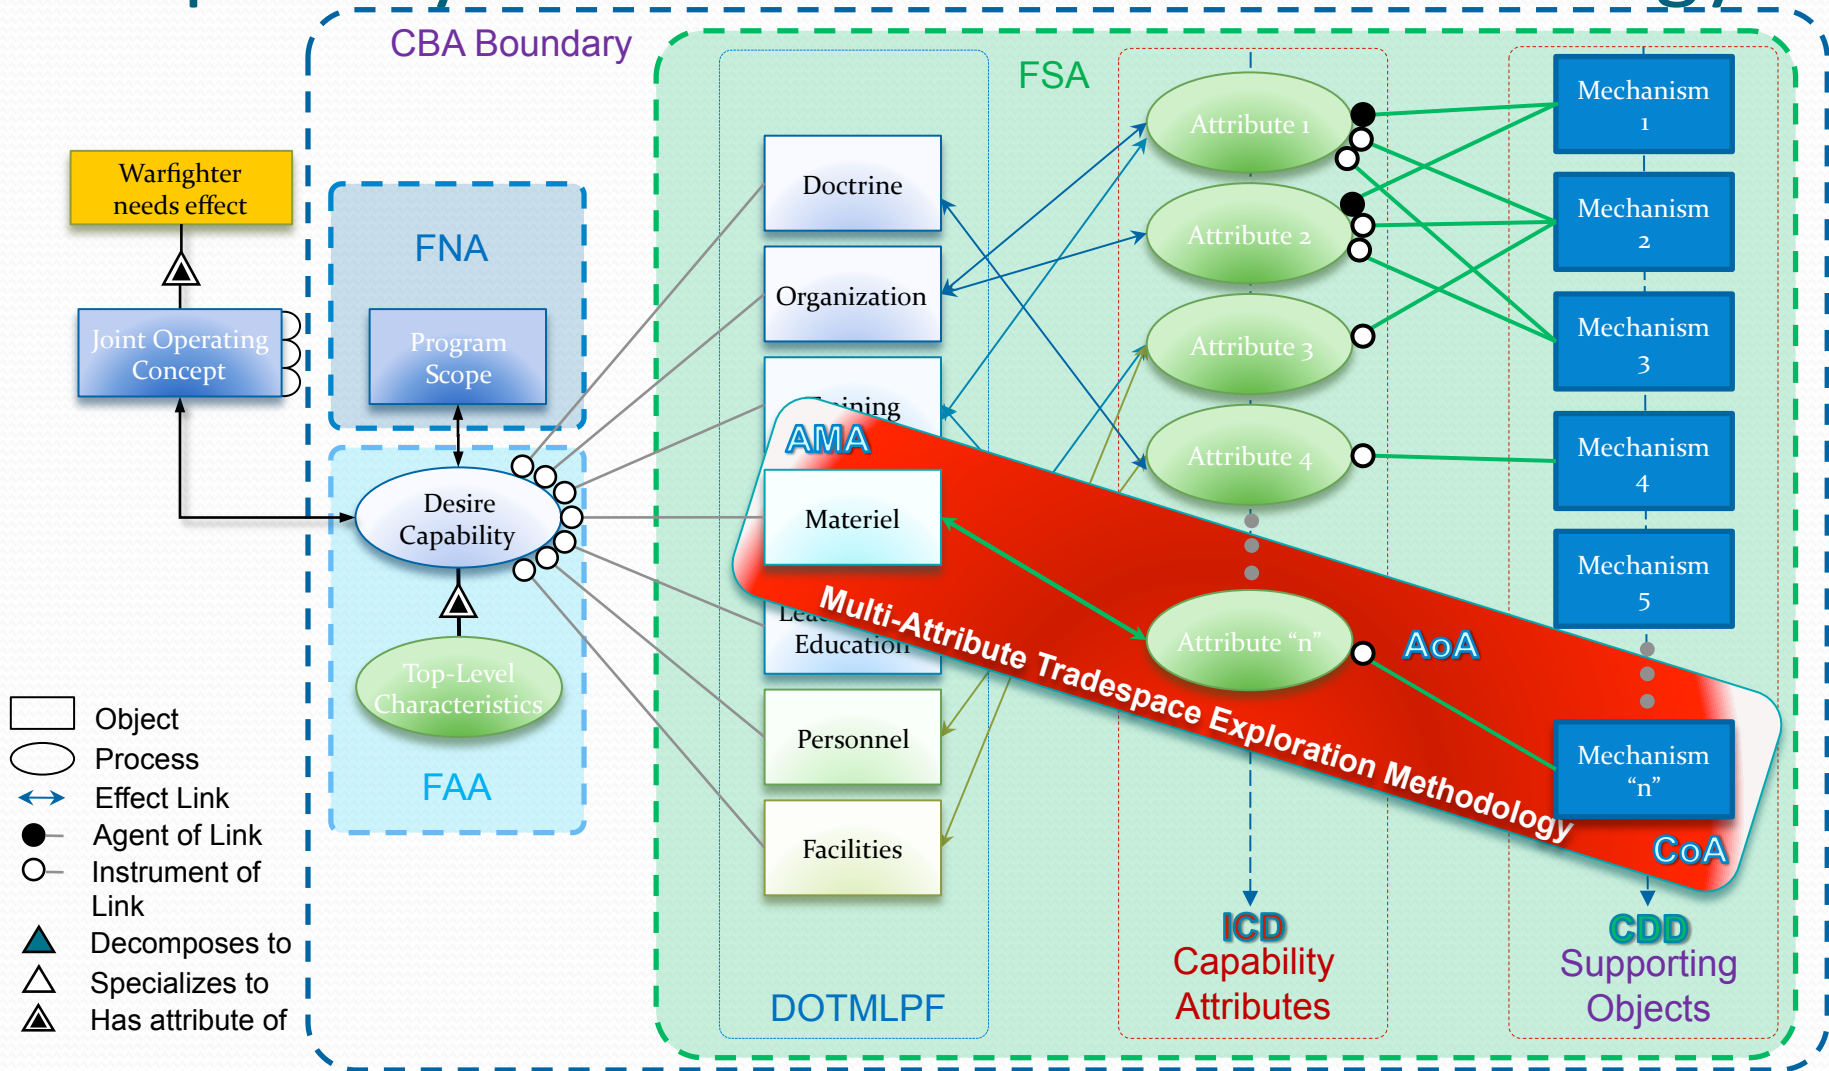 CBA Boundary
FSA
Warfighter
needs effect
Joint Operating
Concept
FNA
Program
Scope
Desire
Capability
Top-Level
Characteristics
FAA
Doctrine
Organization
AMA
Materiel
Education
Personnel
Facilities
DOTMLPF
Attribute 1
Attribute 2
Attribute 3
Attribute 4
Attribute “n”
Multi-Attribute Tradespace Exploration Methodology
AoA
CoA
ICD
Capability
Attributes
Mechanism
1
Mechanism
2
Mechanism
3
Mechanism
4
Mechanism
5
Mechanism
“n”
CDD
Supporting
Objects
Object
Process
Effect Link
Agent of Link
Instrument of
Link
Decomposes to
Specializes to
Has attribute of